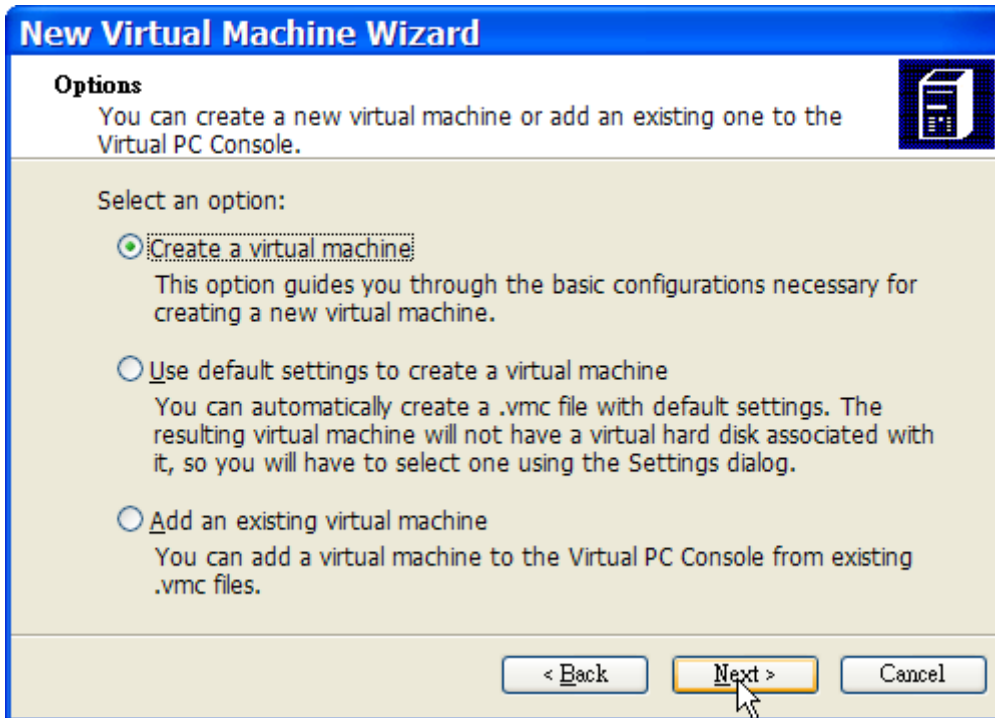 New Virtual Machine Wizard
Options
You can create a new virtual machine or add an existing one to the
Virtual PC Console.
Select an option:
Create a virtual machine
This option guides you through the basic configurations necessary for
creating a new virtual machine.
Use default settings to create a virtual machine
You can automatically create a .vmc file with default settings. The
resulting virtual machine will not have a virtual hard disk associated with
it, so you will have to select one using the Settings dialog.
Add an existing virtual machine
You can add a virtual machine to the Virtual PC Console from existing
.vmc files.
< Back Next > Cancel